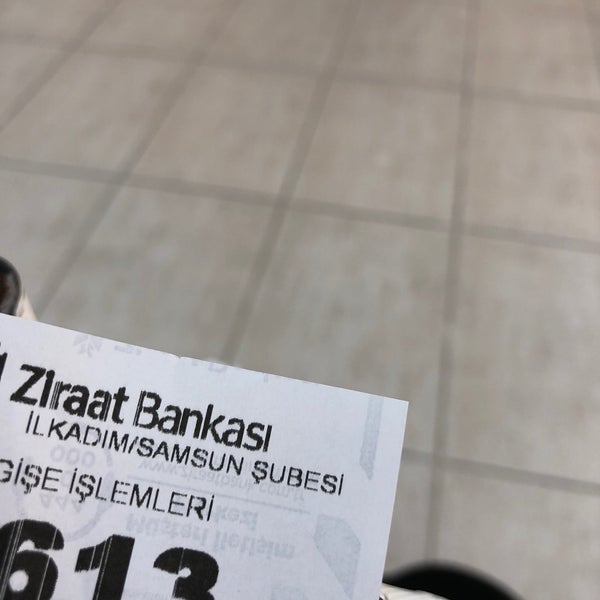 Ziraat Bankası
İLKADIM/SAMSUN ŞUBESİ
GİŞE İŞLEMLERİ
613